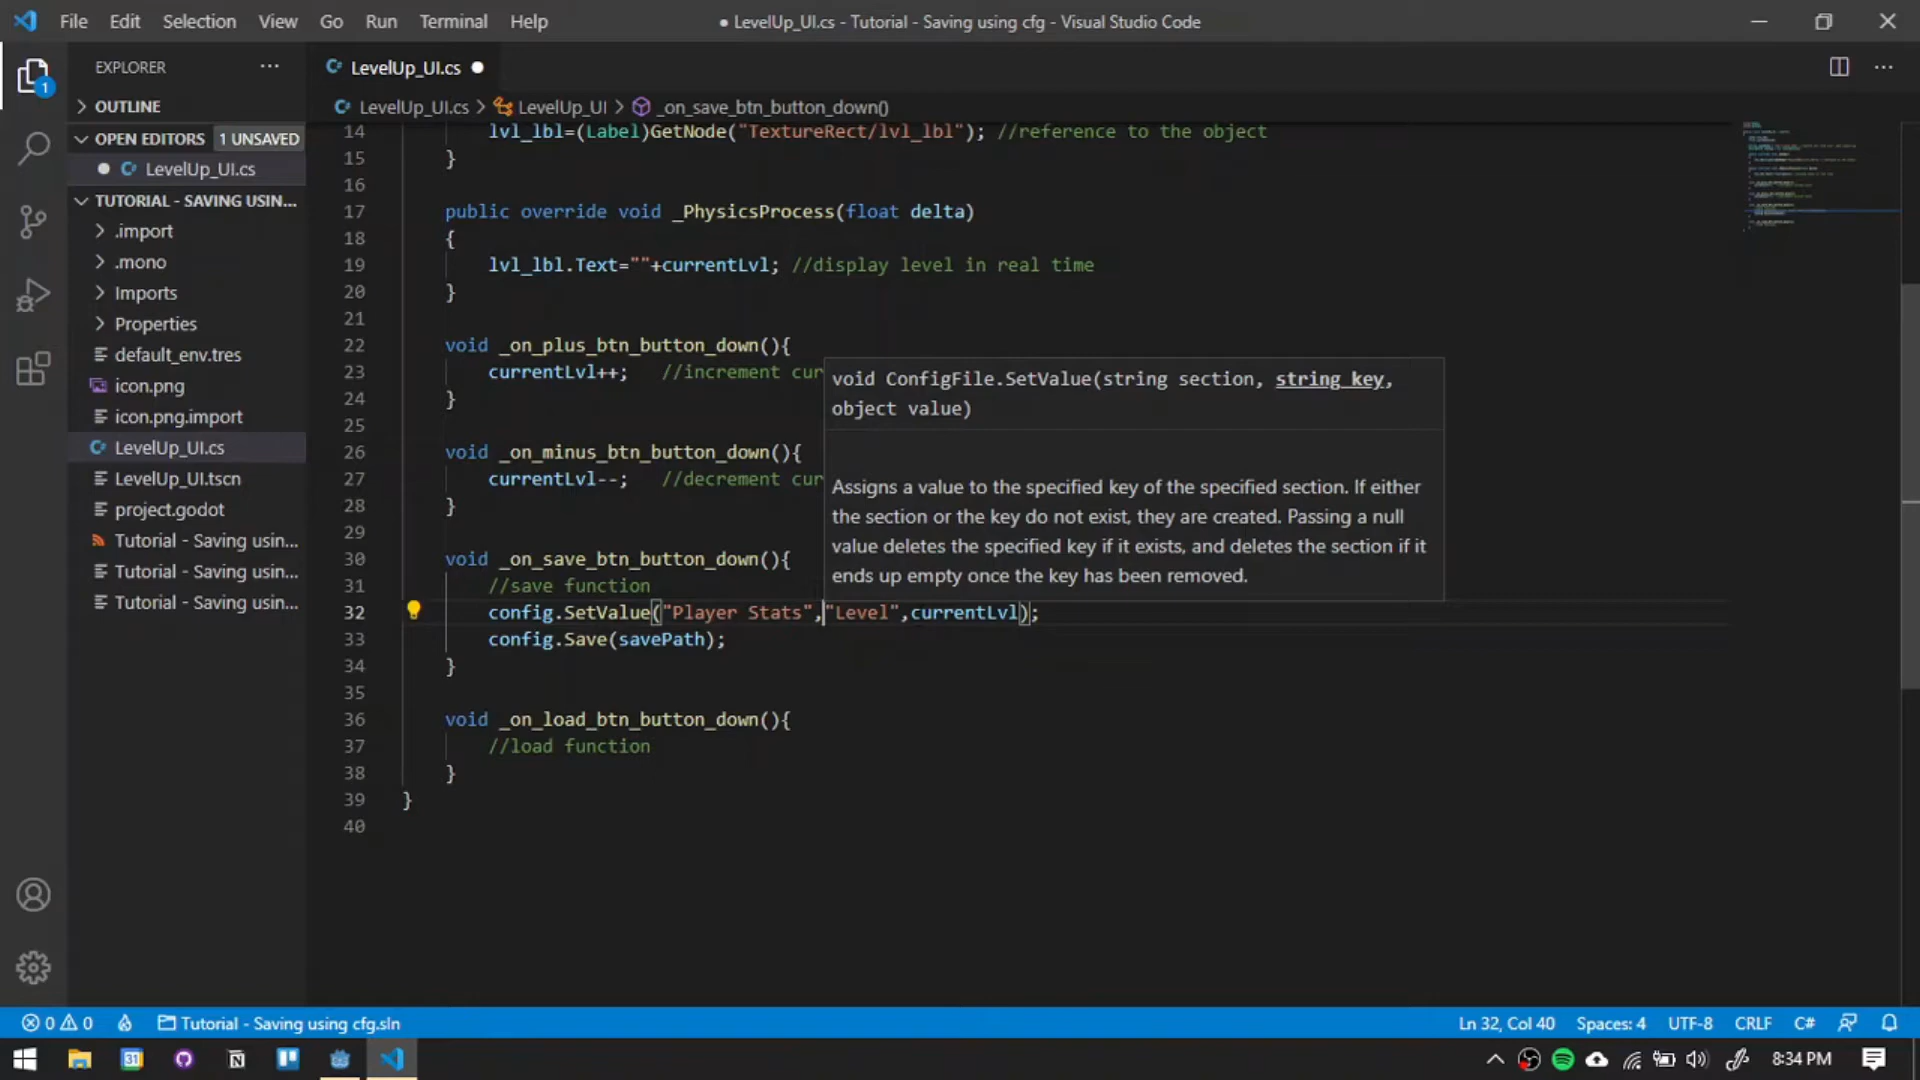 File Edit Selection View Go Run Terminal Help
● LevelUp_UI.cs - Tutorial - Saving using cfg - Visual Studio Code
EXPLORER ···
LevelUp_UI.cs
LevelUp_UI.cs > LevelUp_UI > _on_save_btn_button_down()
OUTLINE
OPEN EDITORS 1 UNSAVED
LevelUp_UI.cs
TUTORIAL - SAVING USIN...
.import
.mono
Imports
Properties
default_env.tres
icon.png
icon.png.import
LevelUp_UI.cs
LevelUp_UI.tscn
project.godot
Tutorial - Saving usin...
Tutorial - Saving usin...
Tutorial - Saving usin...
1
14 lvl_lbl=(Label)GetNode("TextureRect/lvl_lbl"); //reference to the object
15 }
16
17 public override void _PhysicsProcess(float delta)
18 {
19 lvl_lbl.Text=""+currentLvl; //display level in real time
20 }
21
22 void _on_plus_btn_button_down(){
23 currentLvl++; //increment cur
24 }
25
26 void _on_minus_btn_button_down(){
27 currentLvl--; //decrement cur
28 }
29
30 void _on_save_btn_button_down(){
31 //save function
32 config.SetValue("Player Stats","Level",currentLvl);
33 config.Save(savePath);
34 }
35
36 void _on_load_btn_button_down(){
37 //load function
38 }
39 }
40
void ConfigFile.SetValue(string section, string key,
object value)
Assigns a value to the specified key of the specified section. If either
the section or the key do not exist, they are created. Passing a null
value deletes the specified key if it exists, and deletes the section if it
ends up empty once the key has been removed.
0 0 Tutorial - Saving using cfg.sln
Ln 32, Col 40 Spaces: 4 UTF-8 CRLF C#
31
8:34 PM